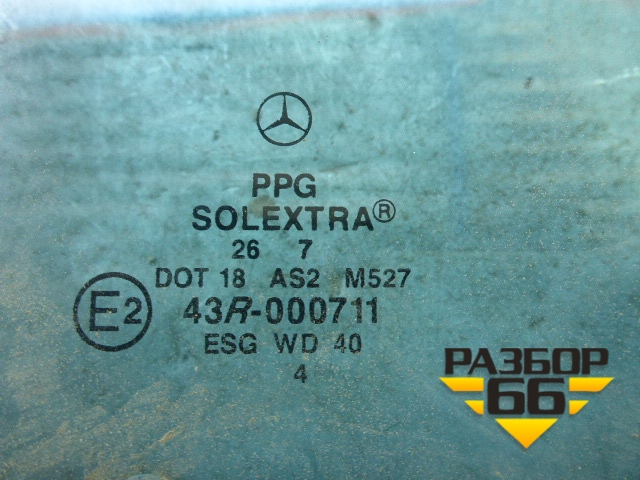 PPG
SOLEXTRA®
26 7
DOT 18 AS2 M527
E2 43R-000711
ESG WD 40
4
РАЗБОР
66